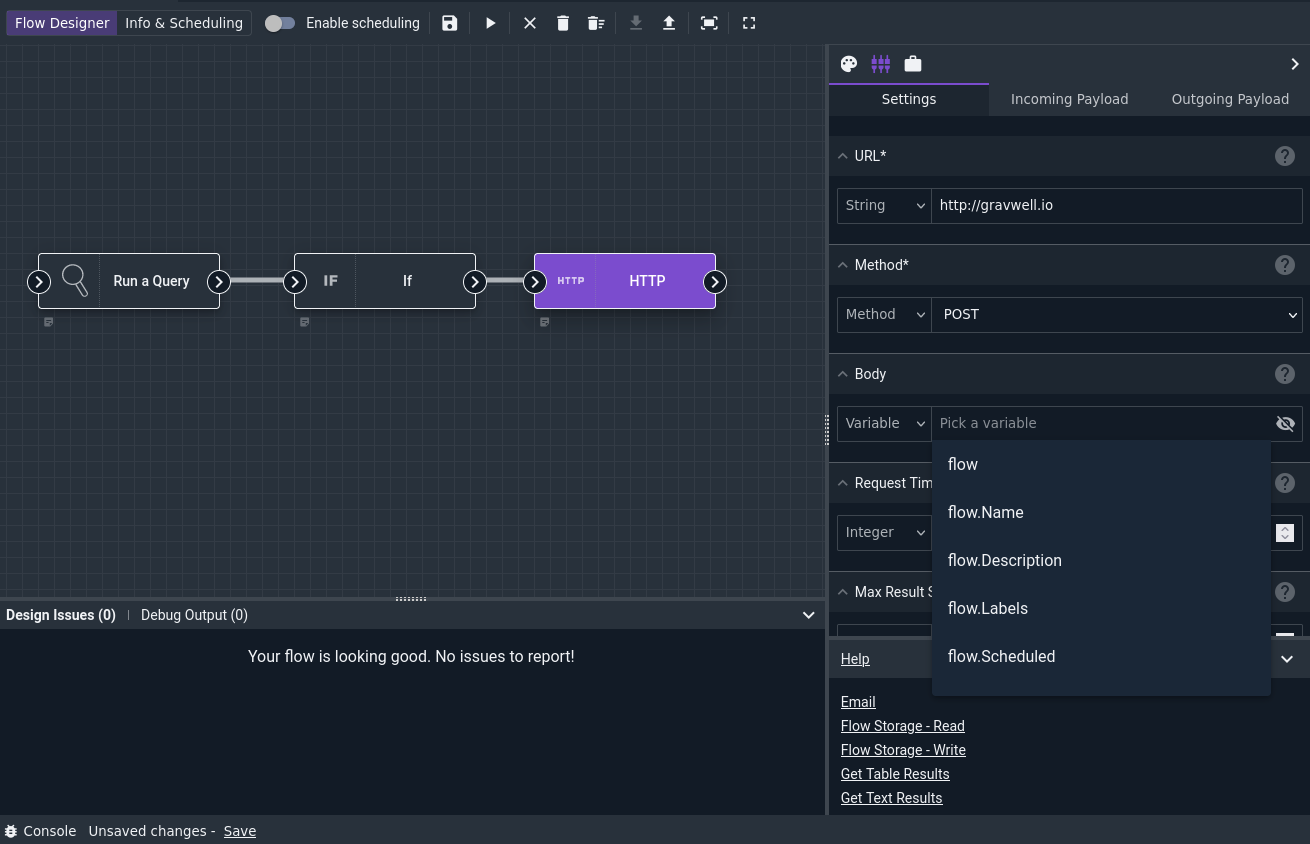 Flow Designer Info & Scheduling Enable scheduling
Settings Incoming Payload Outgoing Payload
URL*
String http://gravwell.io
Method*
Method POST
Body
Variable Pick a variable
flow
flow.Name
flow.Description
flow.Labels
flow.Scheduled
Request Tim
Integer
Max Result S
Run a Query
IF If
HTTP HTTP
Design Issues (0) Debug Output (0)
Your flow is looking good. No issues to report!
Help
Email
Flow Storage - Read
Flow Storage - Write
Get Table Results
Get Text Results
Console Unsaved changes - Save